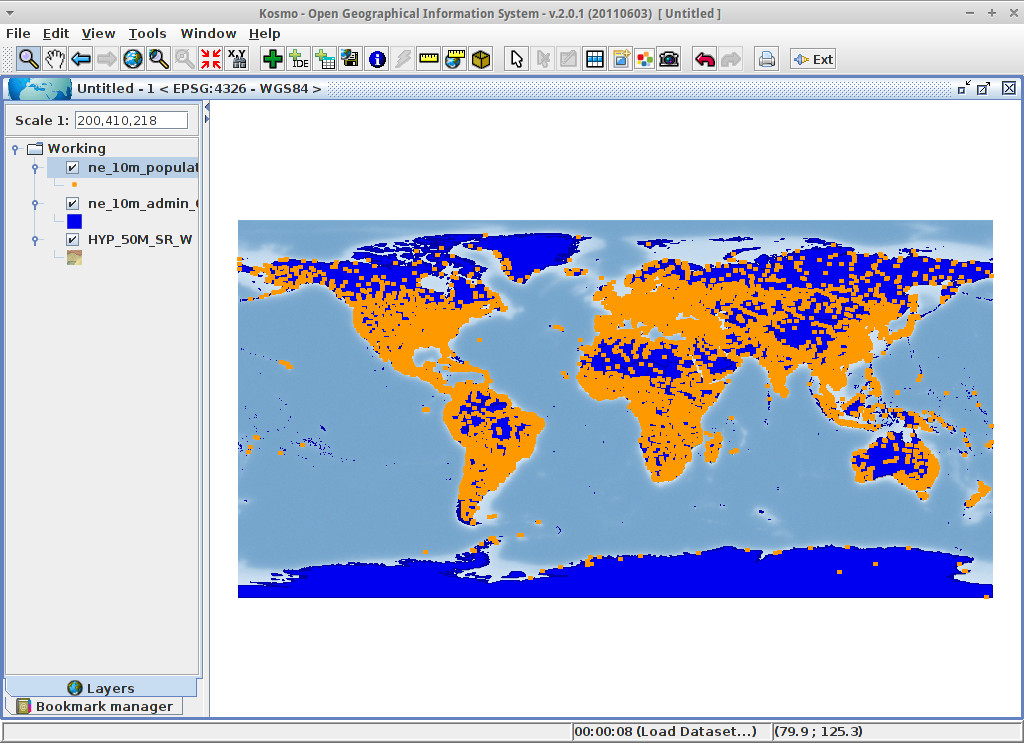 Kosmo - Open Geographical Information System - v.2.0.1 (20110603) [ Untitled ]
File Edit View Tools Window Help
X,Y
IDE
Ext
Untitled - 1 < EPSG:4326 - WGS84 >
Scale 1: 200,410,218
Working
ne_10m_populat
ne_10m_admin_
HYP_50M_SR_W
Layers
Bookmark manager
00:00:08 (Load Dataset...) (79.9 ; 125.3)